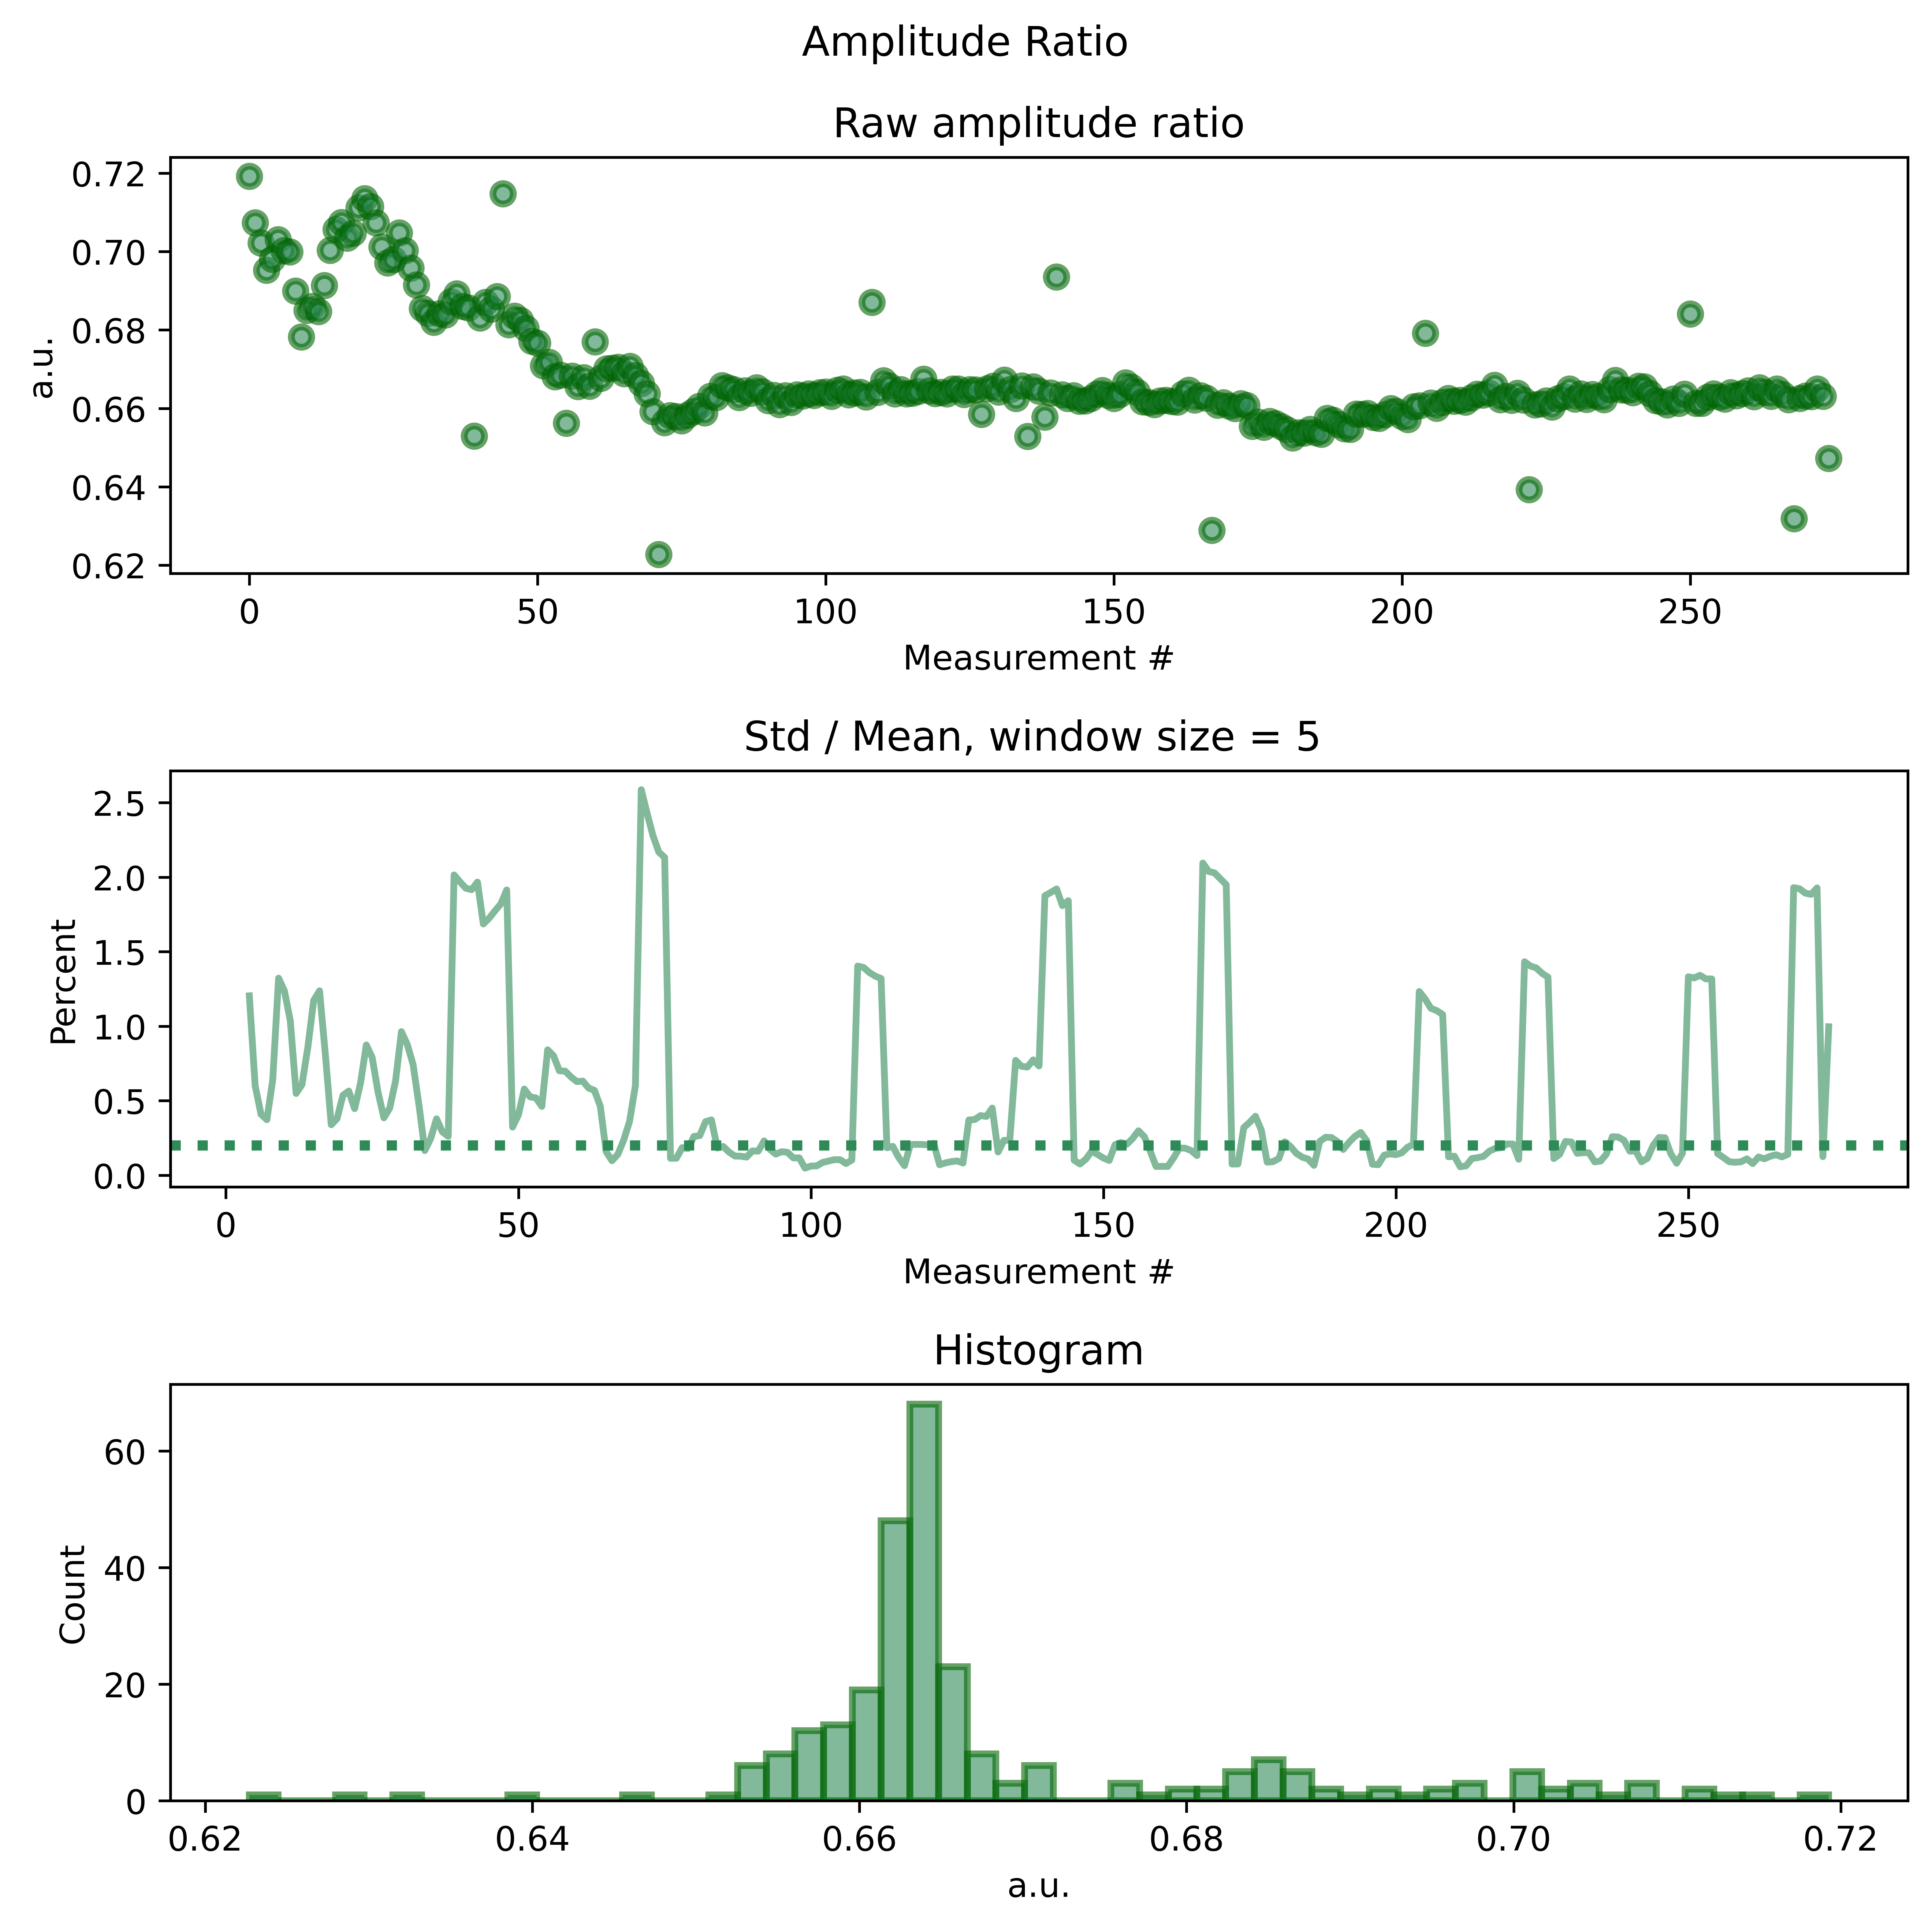 Amplitude Ratio
Raw amplitude ratio
0.72
0.70
0.68
0.66
0.64
0.62
a.u.
0 50 100 150 200 250
Measurement #
Std / Mean, window size = 5
2.5
2.0
1.5
1.0
0.5
0.0
Percent
0 50 100 150 200 250
Measurement #
Histogram
60
40
20
0
Count
0.62 0.64 0.66 0.68 0.70 0.72
a.u.